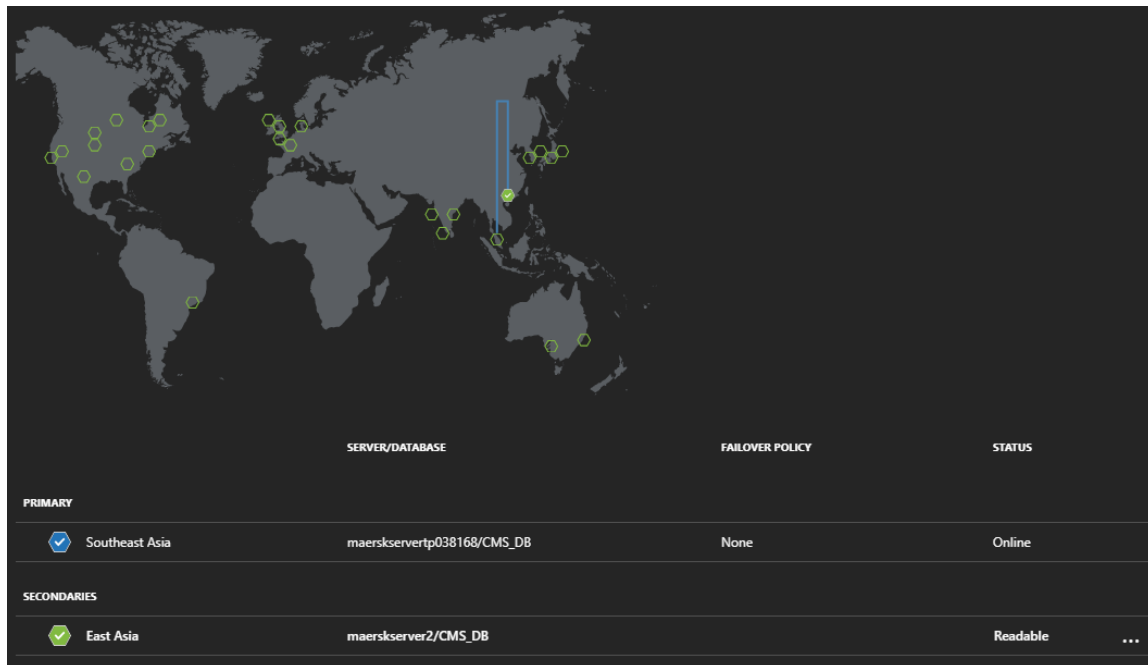 SERVER/DATABASE FAILOVER POLICY STATUS
PRIMARY
Southeast Asia maerskservertp038168/CMS_DB None Online
SECONDARIES
East Asia maerskserver2/CMS_DB Readable ...